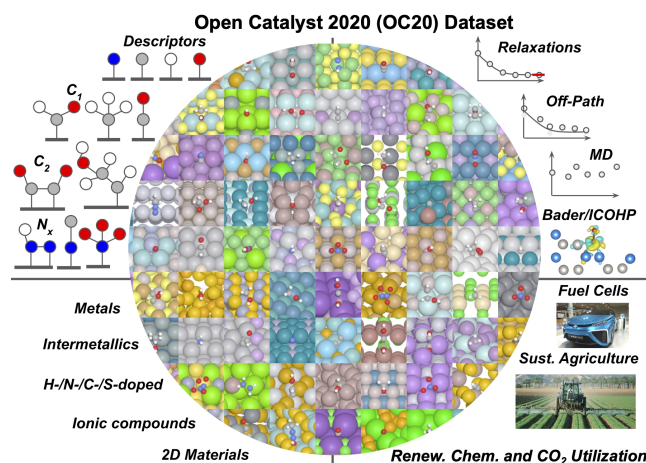 Open Catalyst 2020 (OC20) Dataset
Descriptors
C1
C2
Nx
Relaxations
Off-Path
MD
Bader/ICOHP
Metals
Intermetallics
H-/N-/C-/S-doped
Ionic compounds
2D Materials
Fuel Cells
Sust. Agriculture
Renew. Chem. and CO2 Utilization